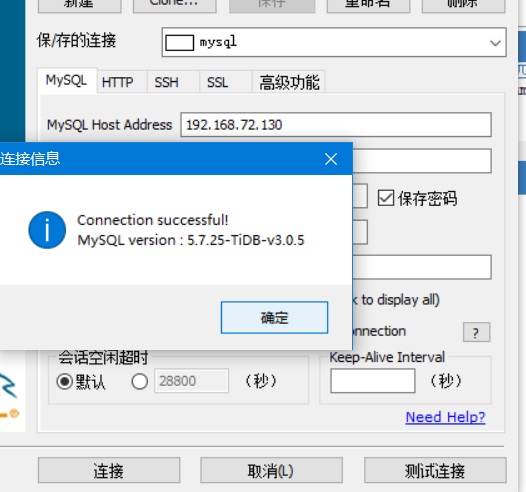 新建
Clone...
保存
重命名
删除
保/存的连接
mysql
MySQL
HTTP
SSH
SSL
高级功能
MySQL Host Address
192.168.72.130
连接信息
保存密码
Connection successful!
MySQL version : 5.7.25-TiDB-v3.0.5
k to display all)
确定
onnection
?
会话空闲超时
Keep-Alive Interval
默认
28800
(秒)
(秒)
Need Help?
连接
取消(L)
测试连接